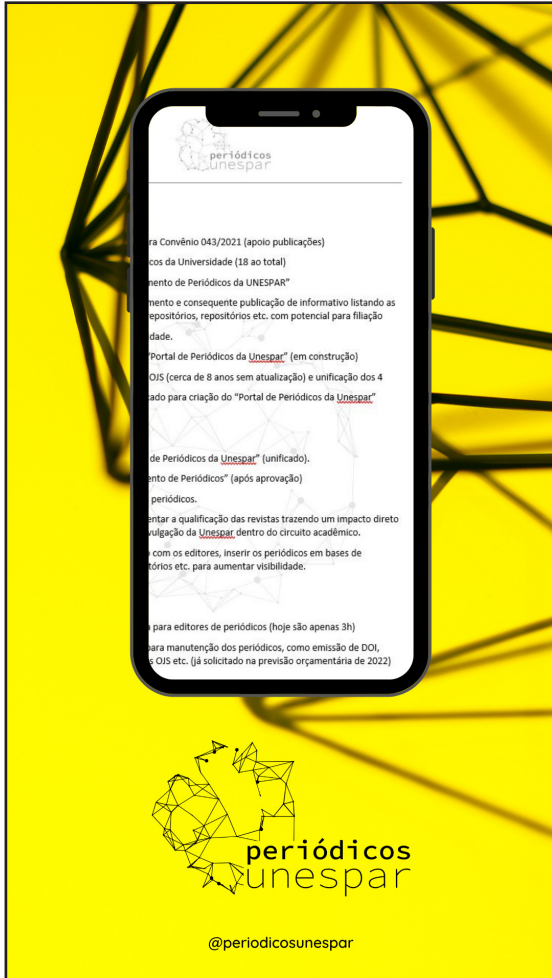 periódicos
unespar
ra Convênio 043/2021 (apoio publicações)
cos da Universidade (18 ao total)
mento de Periódicos da UNESPAR"
mento e consequente publicação de informativo listando as
repositórios, repositórios etc. com potencial para filiação
dade.
"Portal de Periódicos da Unespar" (em construção)
OJS (cerca de 8 anos sem atualização) e unificação dos 4
cado para criação do "Portal de Periódicos da Unespar"
de Periódicos da Unespar" (unificado).
ento de Periódicos" (após aprovação)
periódicos.
entar a qualificação das revistas trazendo um impacto direto
vulgação da Unespar dentro do circuito acadêmico.
com os editores, inserir os periódicos em bases de
tórios etc. para aumentar visibilidade.
para editores de periódicos (hoje são apenas 3h)
para manutenção dos periódicos, como emissão de DOI,
s OJS etc. (já solicitado na previsão orçamentária de 2022)
periódicos
unespar
@periodicosunespar